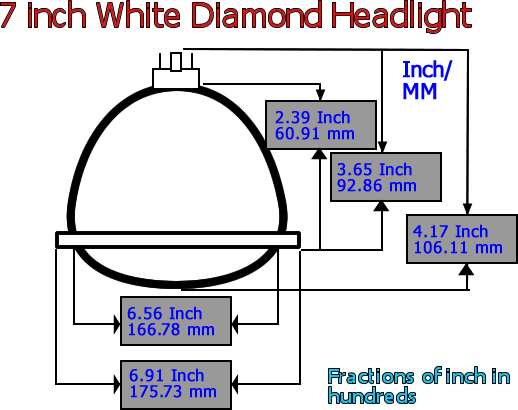 7 inch White Diamond Headlight
Inch/
MM
2.39 Inch
60.91 mm
3.65 Inch
92.86 mm
4.17 Inch
106.11 mm
6.56 Inch
166.78 mm
6.91 Inch
175.73 mm
Fractions of inch in
hundreds